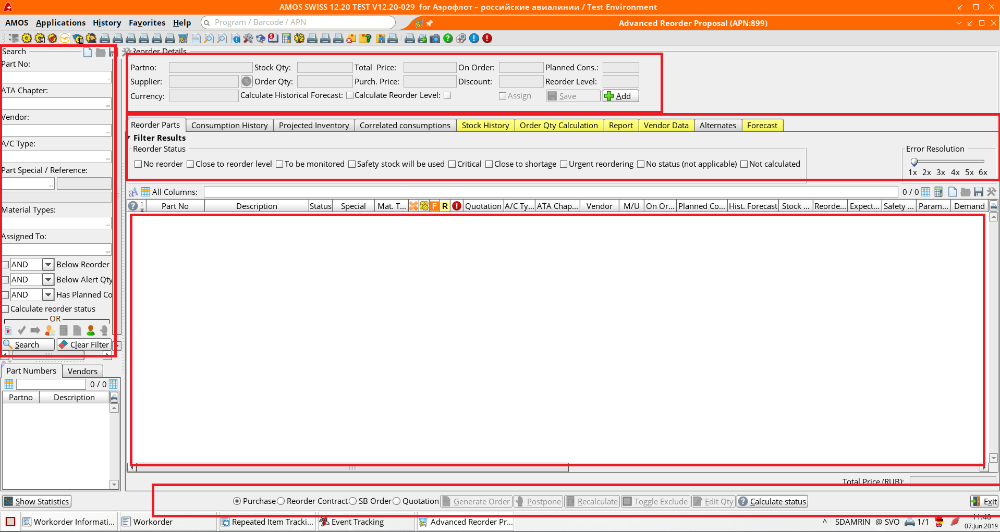 AMOS SWISS 12.20 TEST V12.20-029 for Аэрофлот – российские авиалинии / Test Environment
AMOS Applications History Favorites Help Program / Barcode / APN Advanced Reorder Proposal (APN:899)
Search
Part No:
ATA Chapter:
Vendor:
A/C Type:
Part Special / Reference:
Material Types:
Assigned To:
AND Below Reorder
AND Below Alert Qty
AND Has Planned Co
Calculate reorder status
OR
Search Clear Filter
Part Numbers Vendors
0 / 0
Partno Description
Show Statistics
Reorder Details
Partno: Stock Qty: Total Price: On Order: Planned Cons.:
Supplier: Order Qty: Purch. Price: Discount: Reorder Level:
Currency: Calculate Historical Forecast: Calculate Reorder Level: Assign Save Add
Reorder Parts Consumption History Projected Inventory Correlated consumptions Stock History Order Qty Calculation Report Vendor Data Alternates Forecast
Filter Results
Reorder Status Error Resolution
No reorder Close to reorder level To be monitored Safety stock will be used Critical Close to shortage Urgent reordering No status (not applicable) Not calculated
1x 2x 3x 4x 5x 6x
All Columns: 0 / 0
1 Part No Description Status Special Mat. T... F R Quotation A/C Ty... ATA Chap... Vendor M/U On Or... Planned Co... Hist. Forecast Stock ... Reorde... Expect... Safety ... Param... Demand
Total Price (RUB):
Purchase Reorder Contract SB Order Quotation Generate Order Postpone Recalculate Toggle Exclude Edit Qty Calculate status Exit
Workorder Informati... Workorder Repeated Item Tracki... Event Tracking Advanced Reorder Pr... ^ SDAMRIN @ SVO 1/1 11:40
07.Jun.2019